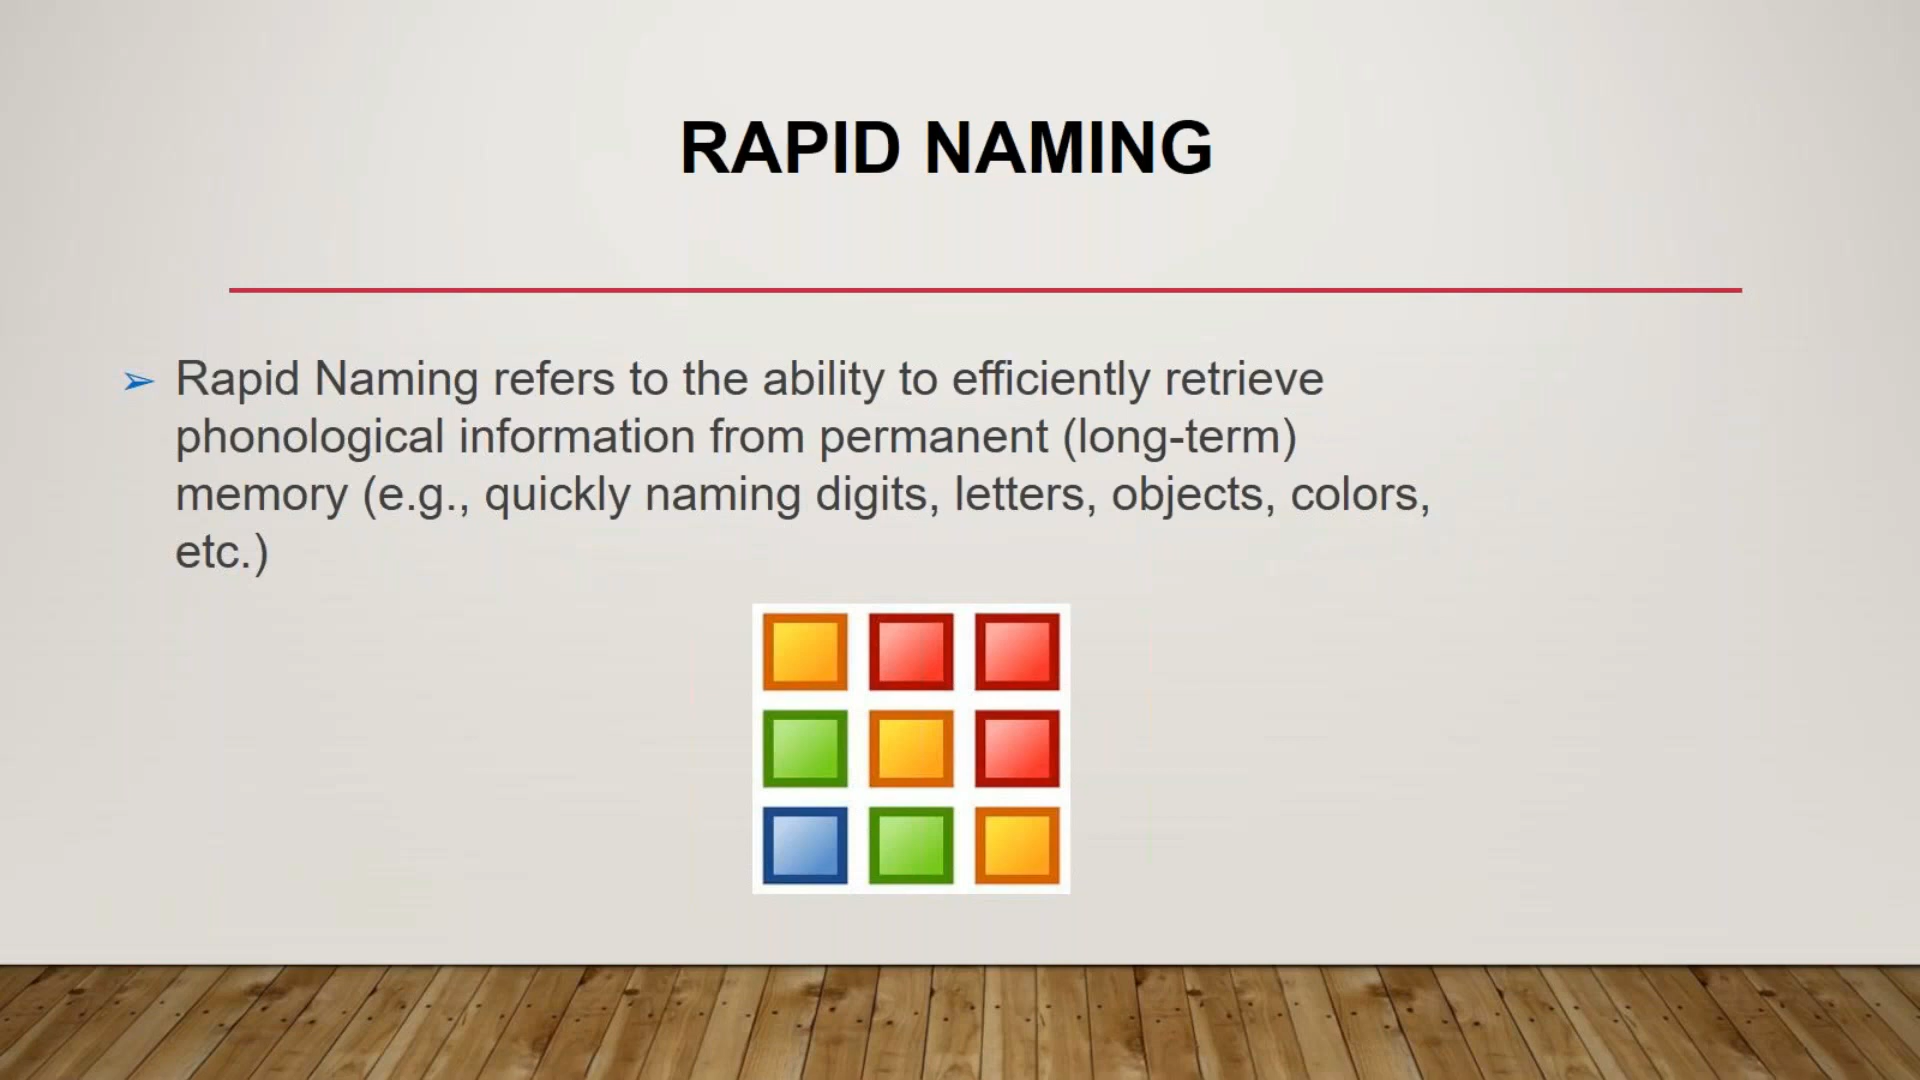 RAPID NAMING
➢ Rapid Naming refers to the ability to efficiently retrieve
phonological information from permanent (long-term)
memory (e.g., quickly naming digits, letters, objects, colors,
etc.)